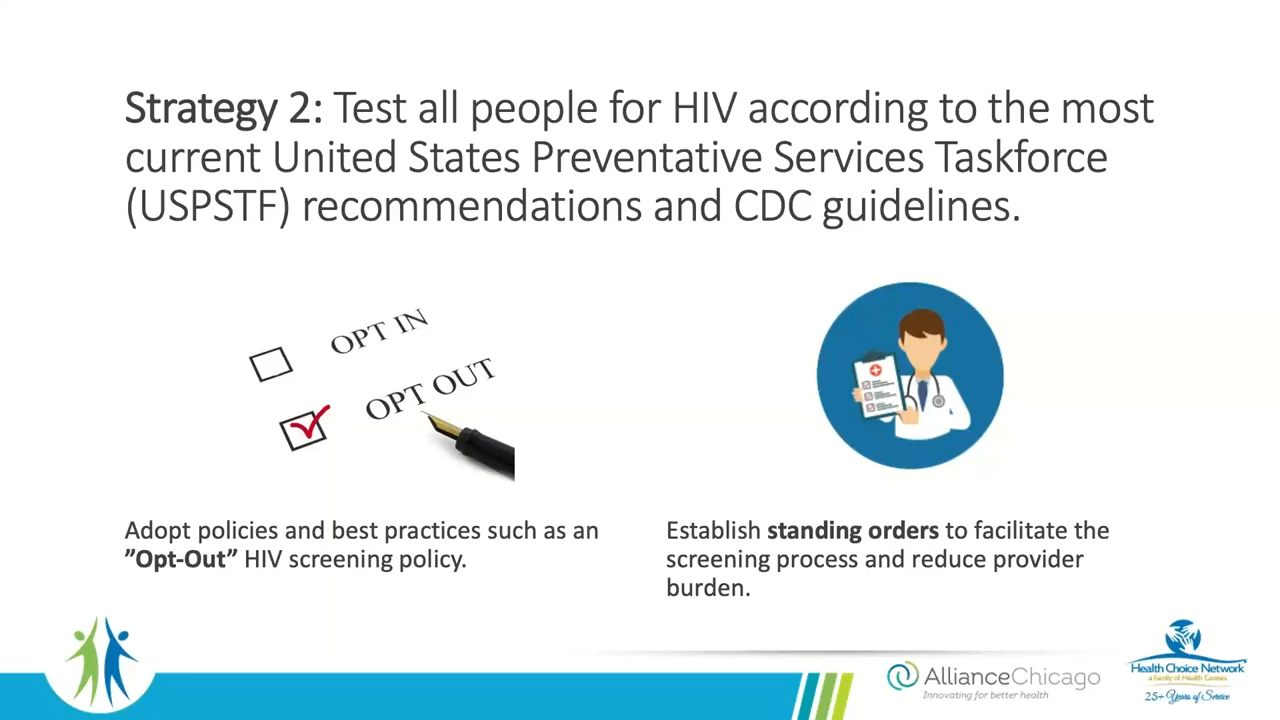 Strategy 2: Test all people for HIV according to the most
current United States Preventative Services Taskforce
(USPSTF) recommendations and CDC guidelines.
OPT IN
OPT OUT
Adopt policies and best practices such as an
”Opt-Out” HIV screening policy.
Establish standing orders to facilitate the
screening process and reduce provider
burden.
AllianceChicago
Innovating for better health
Health Choice Network
a Family of Health Centers
25+ Years of Service